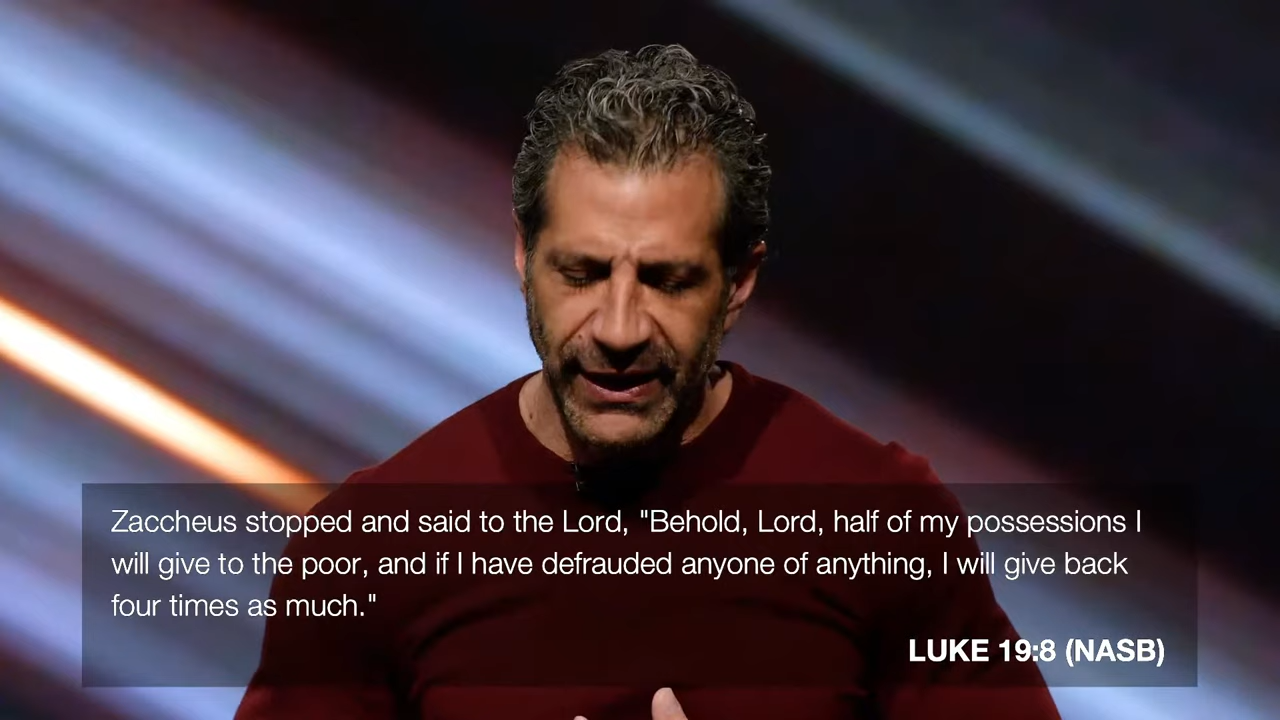 Zaccheus stopped and said to the Lord, "Behold, Lord, half of my possessions I
will give to the poor, and if I have defrauded anyone of anything, I will give back
four times as much."
LUKE 19:8 (NASB)